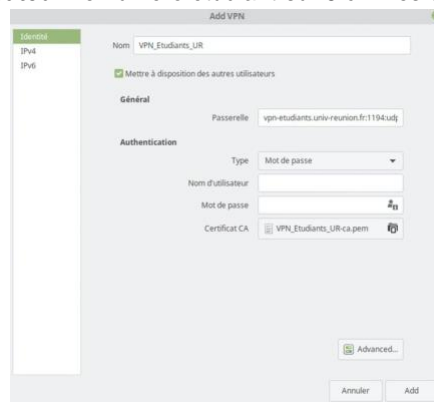 Add VPN
Identité
IPv4
IPv6
Nom VPN_Etudiants_UR
Mettre à disposition des autres utilisateurs
Général
Passerelle vpn-etudiants.univ-reunion.fr:1194:udp
Authentification
Type Mot de passe
Nom d'utilisateur
Mot de passe
Certificat CA VPN_Etudiants_UR-ca.pem
Advanced...
Annuler Add